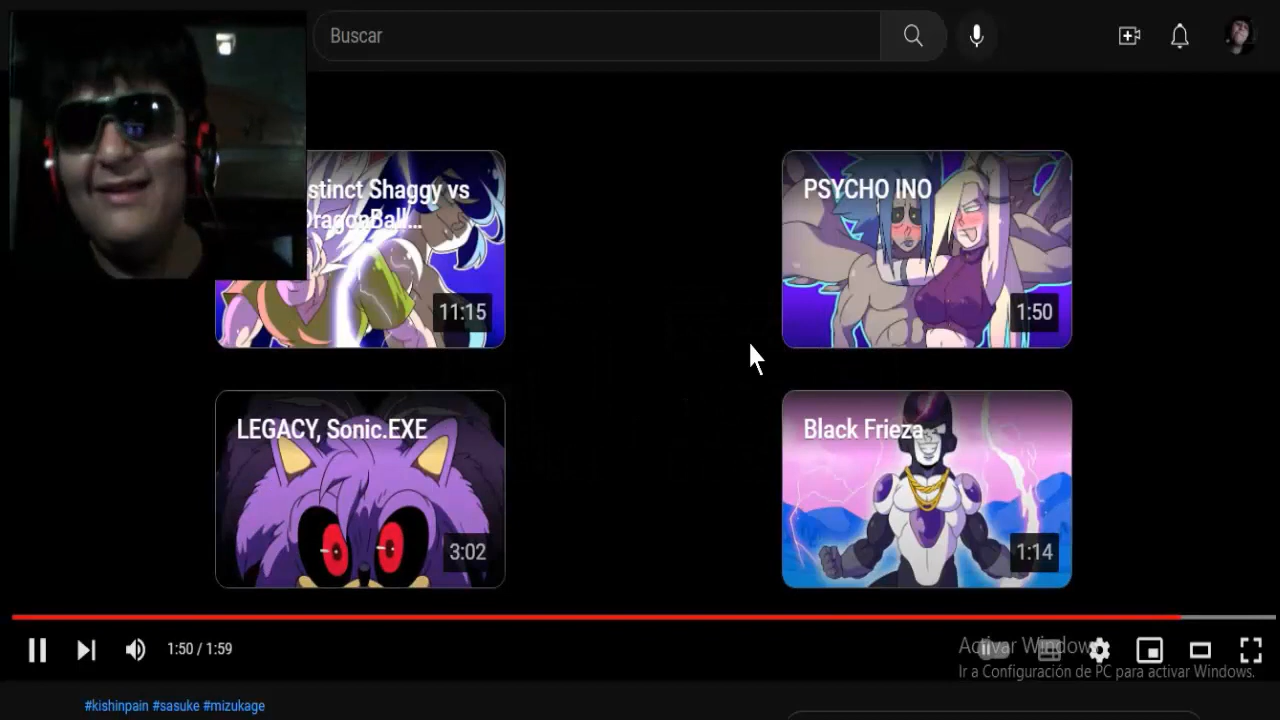 Buscar
stinct Shaggy vs
DragonBall...
11:15
PSYCHO INO
1:50
LEGACY, Sonic.EXE
3:02
Black Frieza
1:14
1:50 / 1:59
Activar Windows
Ir a Configuración de PC para activar Windows.
#kishinpain #sasuke #mizukage